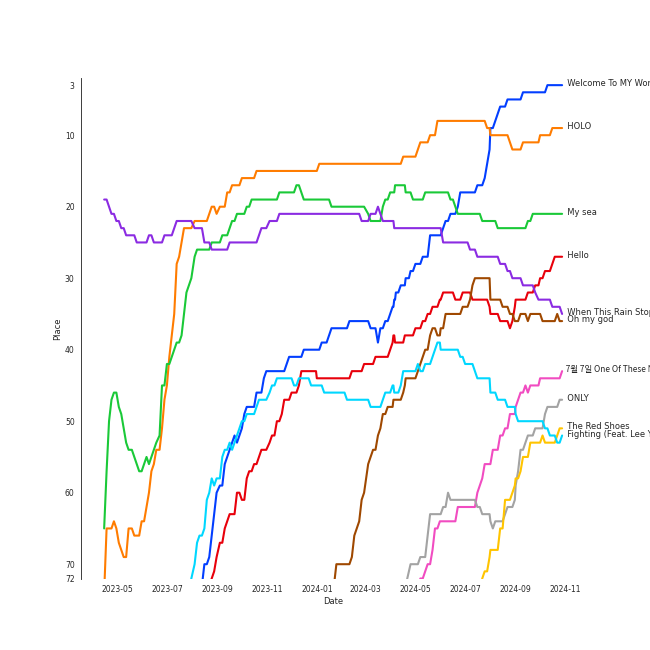 3
10
20
30
40
50
60
70
72
Place
2023-05
2023-07
2023-09
2023-11
2024-01
2024-03
2024-05
2024-07
2024-09
2024-11
Date
Welcome To MY Wor
HOLO
My sea
Hello
When This Rain Stop
Oh my god
7월 7일 One Of These N
ONLY
The Red Shoes
Fighting (Feat. Lee Y